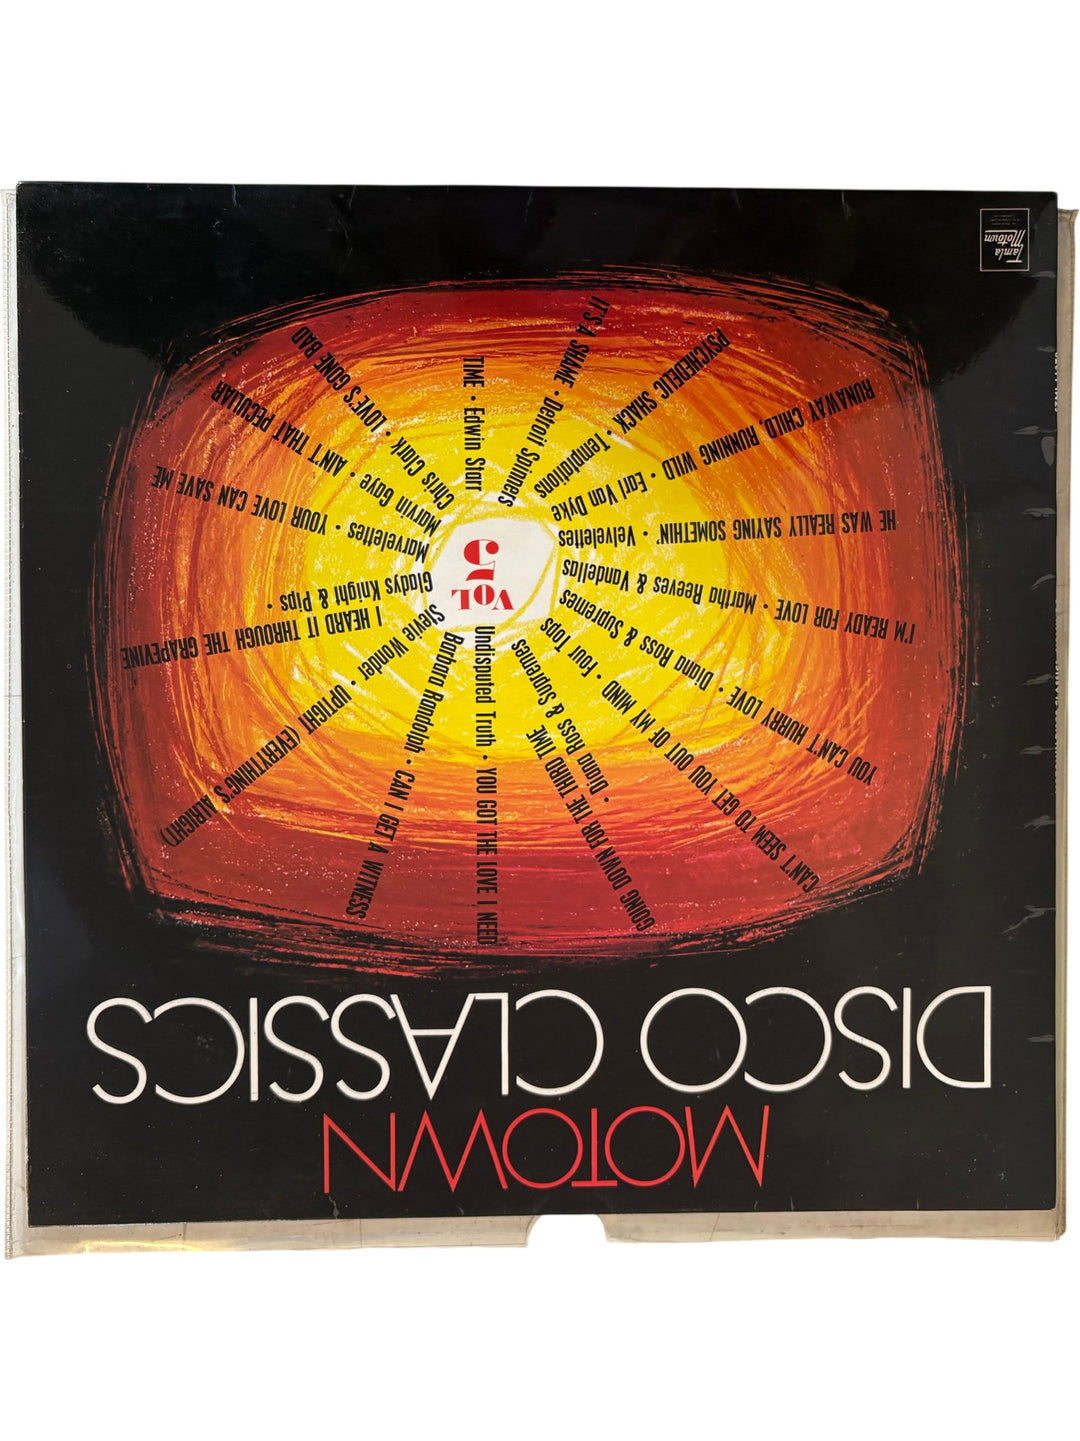 MOTOWN
DISCO CLASSICS
VOL
5
Undisputed Truth · YOU GOT THE LOVE I NEED
Barbara Randolph · CAN I GET A WITNESS
Stevie Wonder · UPTIGHT (EVERYTHING'S ALRIGHT)
Gladys Knight & Pips ·
I HEARD IT THROUGH THE GRAPEVINE
Marvelettes · YOUR LOVE CAN SAVE ME
Marvin Gaye · AIN'T THAT PECULIAR
Chris Clark · LOVE'S GONE BAD
TIME · Edwin Starr
IT'S A SHAME · Detroit Spinners
PSYCHEDELIC SHACK · Temptations
RUNAWAY CHILD, RUNNING WILD · Earl Van Dyke
HE WAS REALLY SAYING SOMETHIN' · Velvelettes
I'M READY FOR LOVE · Martha Reeves & Vandellas
YOU CAN'T HURRY LOVE · Diana Ross & Supremes
CAN'T SEEM TO GET YOU OUT OF MY MIND · Four Tops
GOING DOWN FOR THE THIRD TIME
· Diana Ross & Supremes
Tamla
Motown